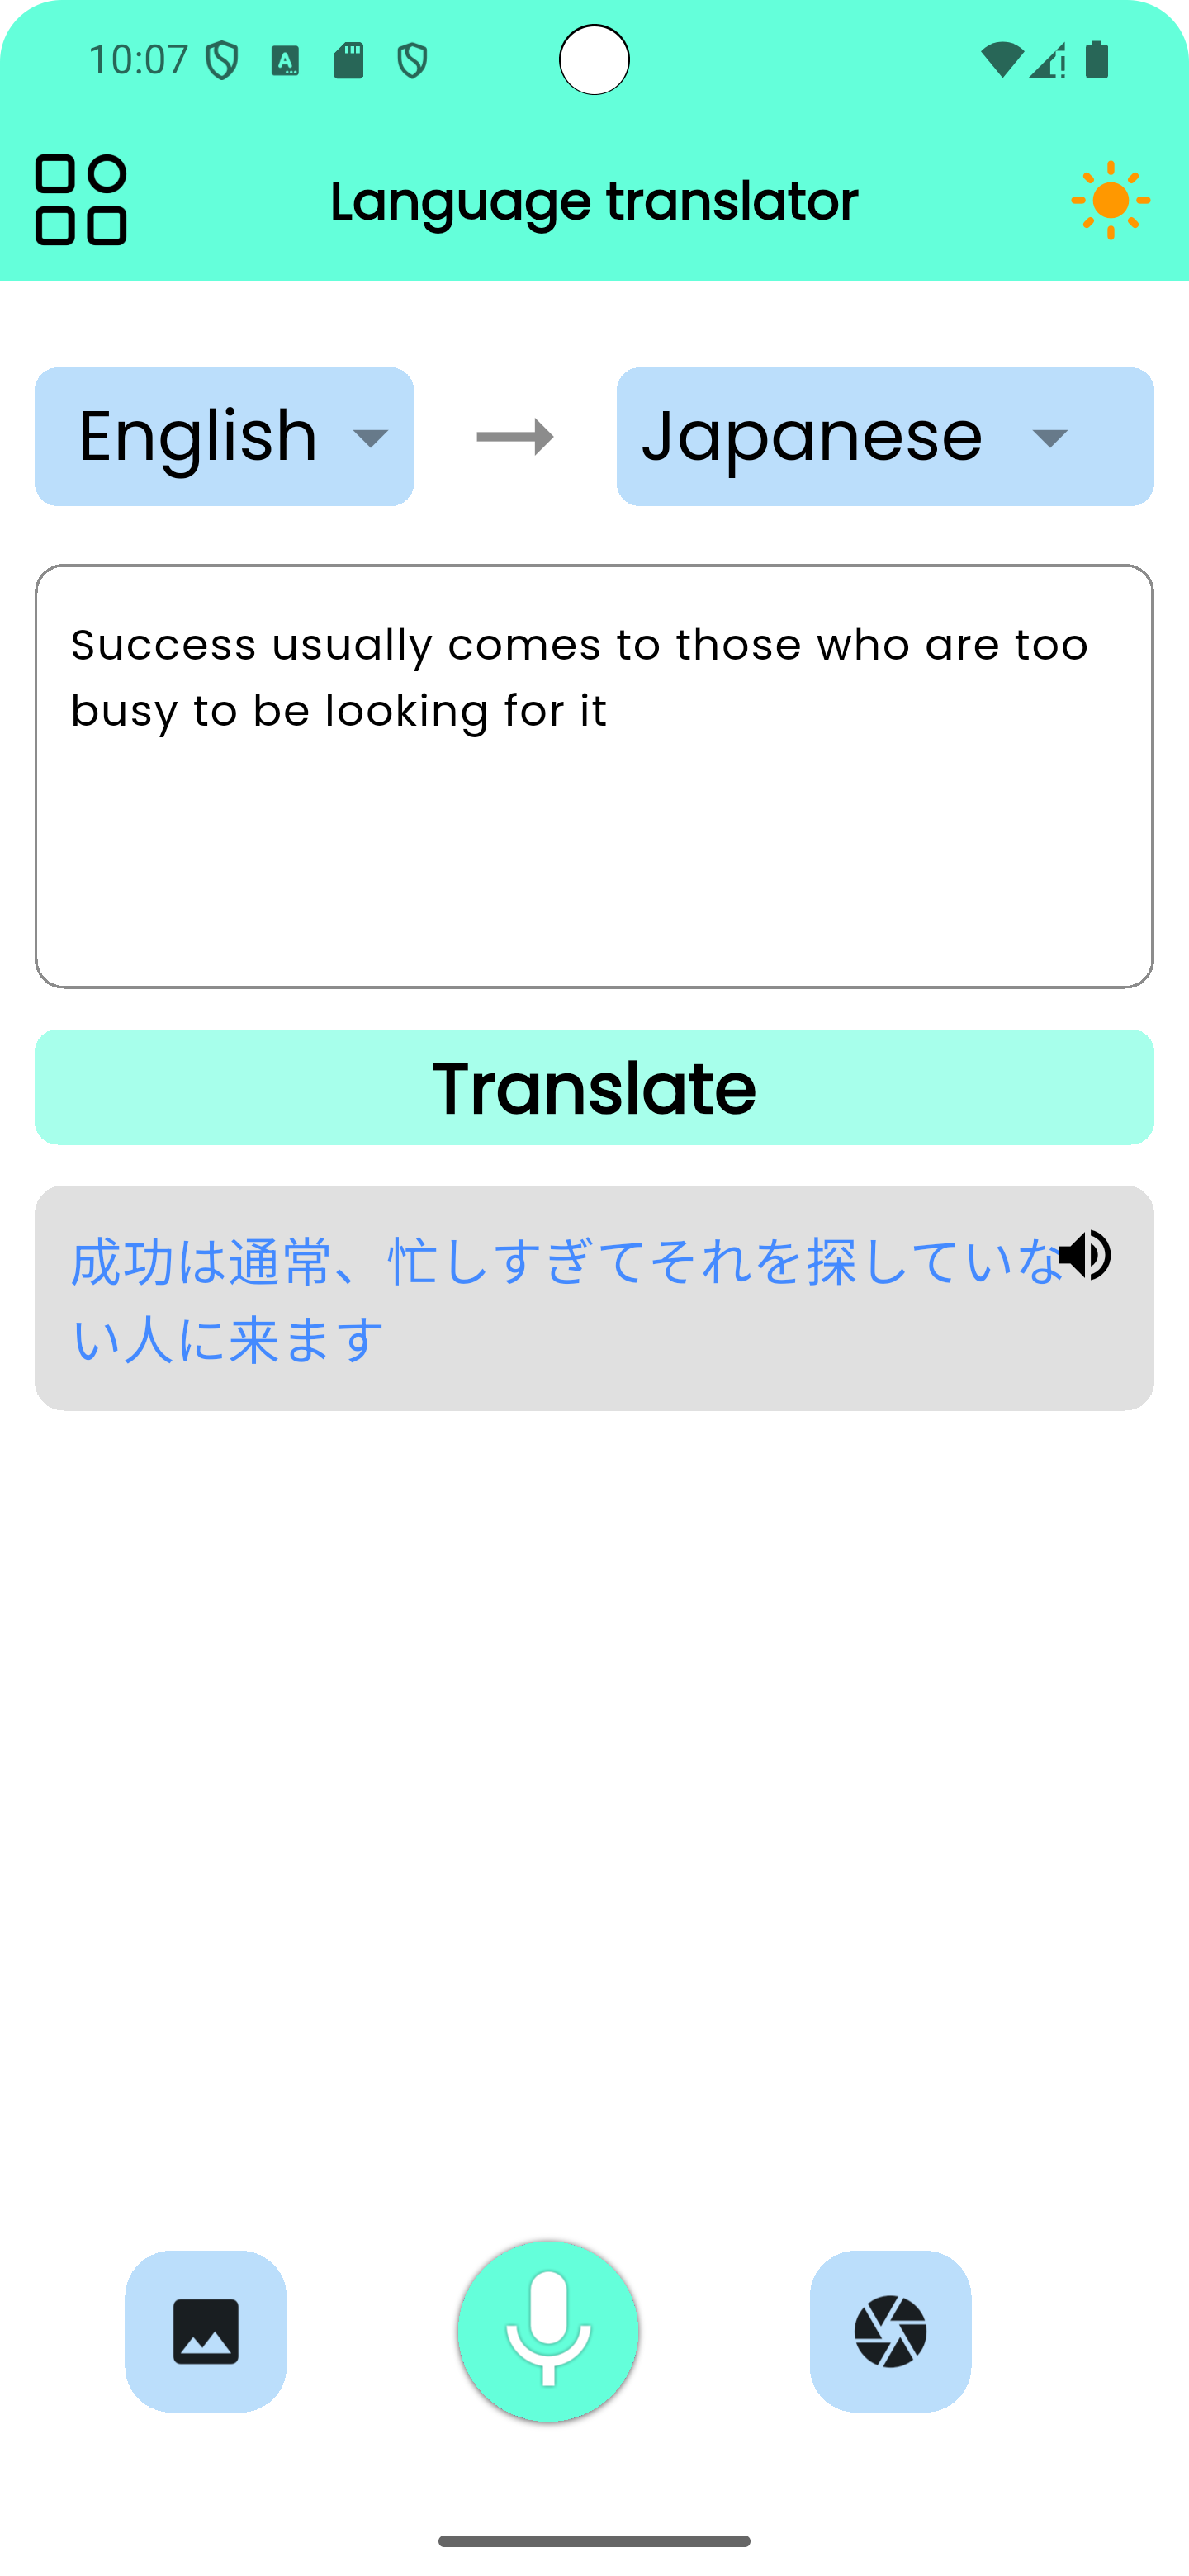 10:07
Language translator
English
Japanese
Success usually comes to those who are too
busy to be looking for it
Translate
成功は通常、忙しすぎてそれを探していな
い人に来ます